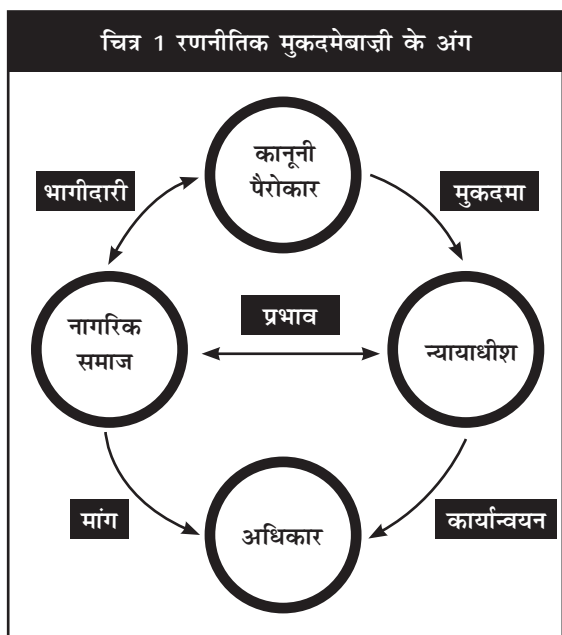 चित्र 1 रणनीतिक मुकदमेबाज़ी के अंग
कानूनी
पैरोकार
भागीदारी
मुकदमा
प्रभाव
नागरिक
समाज
न्यायाधीश
मांग
कार्यान्वयन
अधिकार